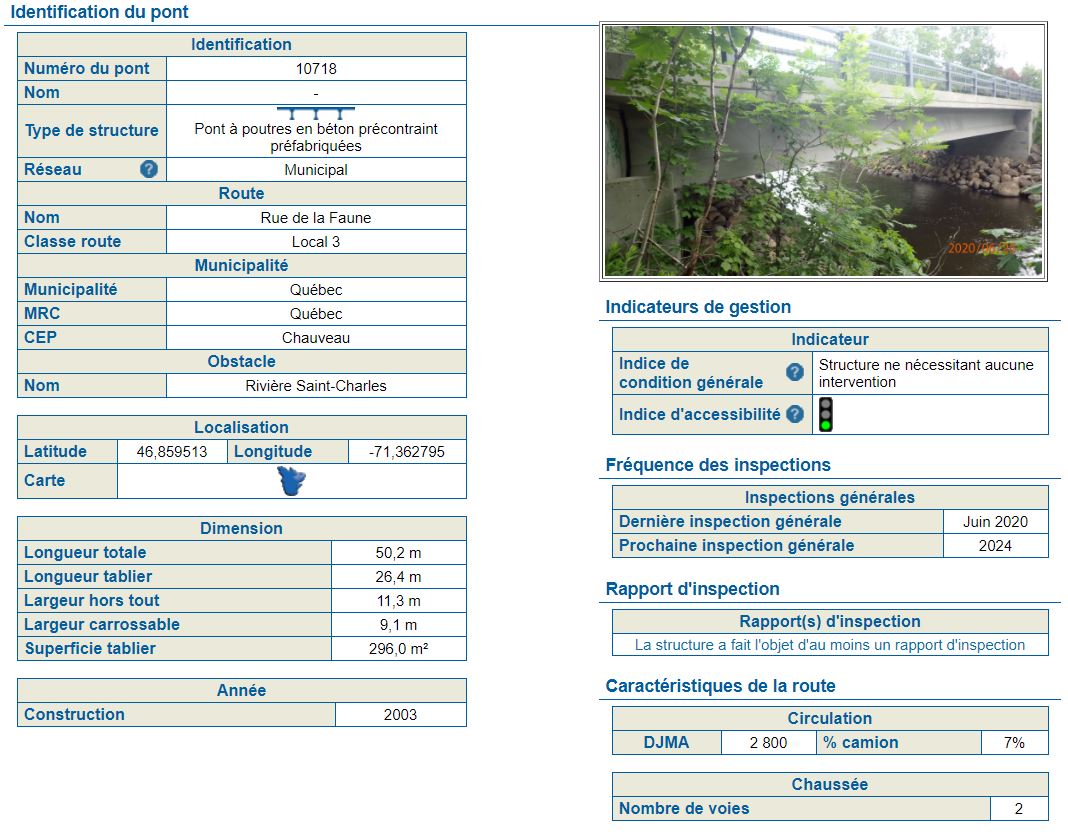 Identification du pont
Identification
Numéro du pont 10718
Nom -
Type de structure Pont à poutres en béton précontraint
préfabriquées
Réseau ? Municipal
Route
Nom Rue de la Faune
Classe route Local 3
Municipalité
Municipalité Québec
MRC Québec
CEP Chauveau
Obstacle
Nom Rivière Saint-Charles
Localisation
Latitude 46,859513 Longitude -71,362795
Carte
Dimension
Longueur totale 50,2 m
Longueur tablier 26,4 m
Largeur hors tout 11,3 m
Largeur carrossable 9,1 m
Superficie tablier 296,0 m²
Année
Construction 2003
Indicateurs de gestion
Indicateur
Indice de
condition générale ? Structure ne nécessitant aucune
intervention
Indice d'accessibilité ?
Fréquence des inspections
Inspections générales
Dernière inspection générale Juin 2020
Prochaine inspection générale 2024
Rapport d'inspection
Rapport(s) d'inspection
La structure a fait l'objet d'au moins un rapport d'inspection
Caractéristiques de la route
Circulation
DJMA 2 800 % camion 7%
Chaussée
Nombre de voies 2